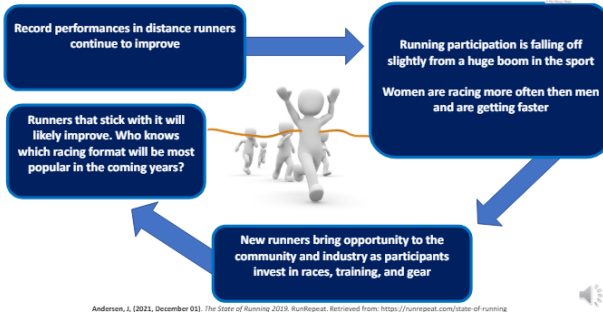 Record performances in distance runners
continue to improve
Running participation is falling off
slightly from a huge boom in the sport
Women are racing more often then men
and are getting faster
New runners bring opportunity to the
community and industry as participants
invest in races, training, and gear
Runners that stick with it will
likely improve. Who knows
which racing format will be most
popular in the coming years?
Andersen, J, (2021, December 01). The State of Running 2019. RunRepeat. Retrieved from: https://runrepeat.com/state-of-running